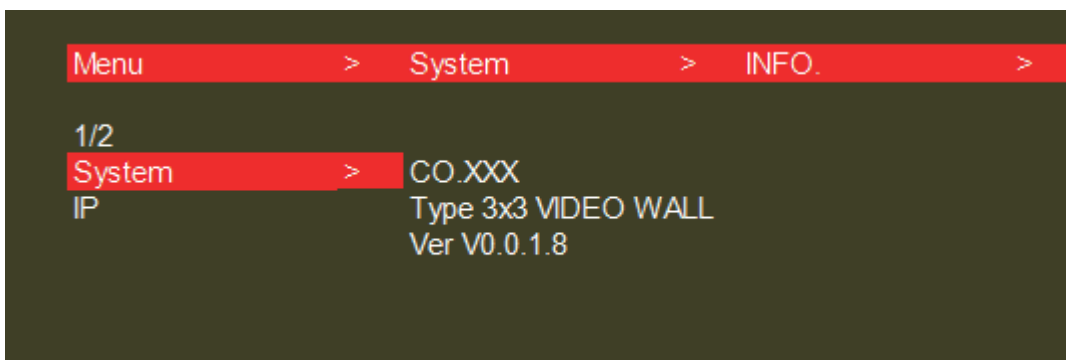 Menu > System > INFO. >
1/2
System > CO.XXX
IP Type 3x3 VIDEO WALL
Ver V0.0.1.8